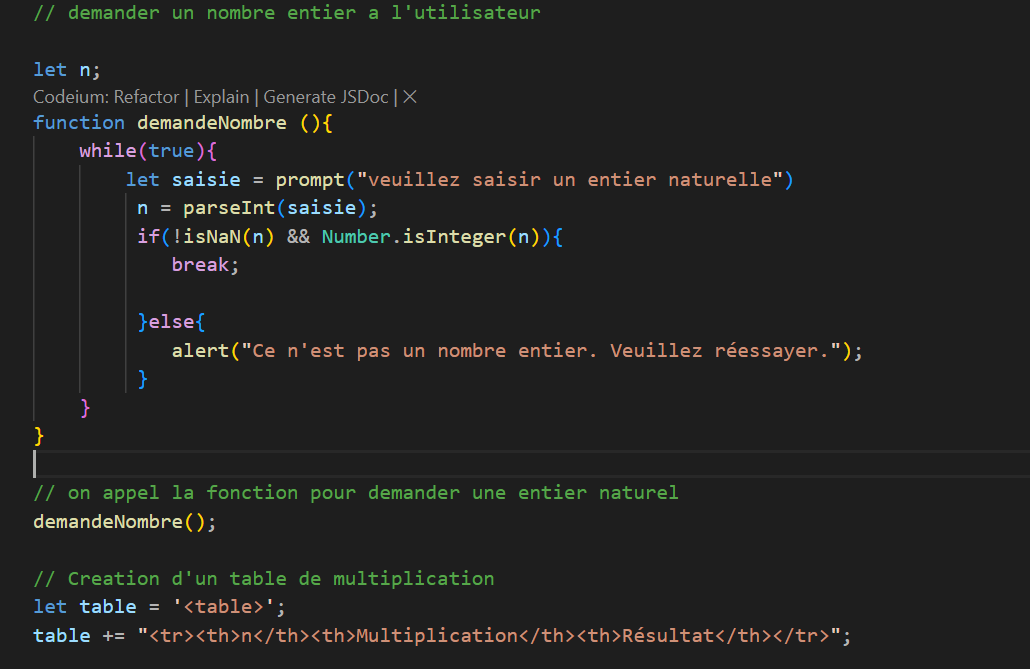 // demander un nombre entier a l'utilisateur
let n;
Codeium: Refactor | Explain | Generate JSDoc | ×
function demandeNombre (){
while(true){
let saisie = prompt("veuillez saisir un entier naturelle")
n = parseInt(saisie);
if(!isNaN(n) && Number.isInteger(n)){
break;
}else{
alert("Ce n'est pas un nombre entier. Veuillez réessayer.");
}
}
}
// on appel la fonction pour demander une entier naturel
demandeNombre();
// Creation d'un table de multiplication
let table = '<table>';
table += "<tr><th>n</th><th>Multiplication</th><th>Résultat</th></tr>";